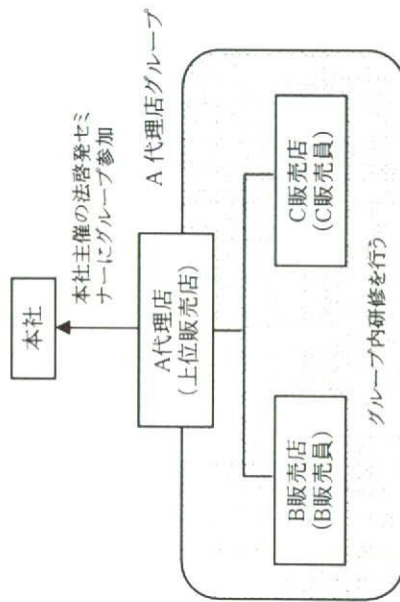 本社
本社主催の法啓発セミ
ナーにグループ参加
A代理店グループ
A代理店
(上位販売店)
B販売店
(B販売員)
C販売店
(C販売員)
グループ内研修を行う